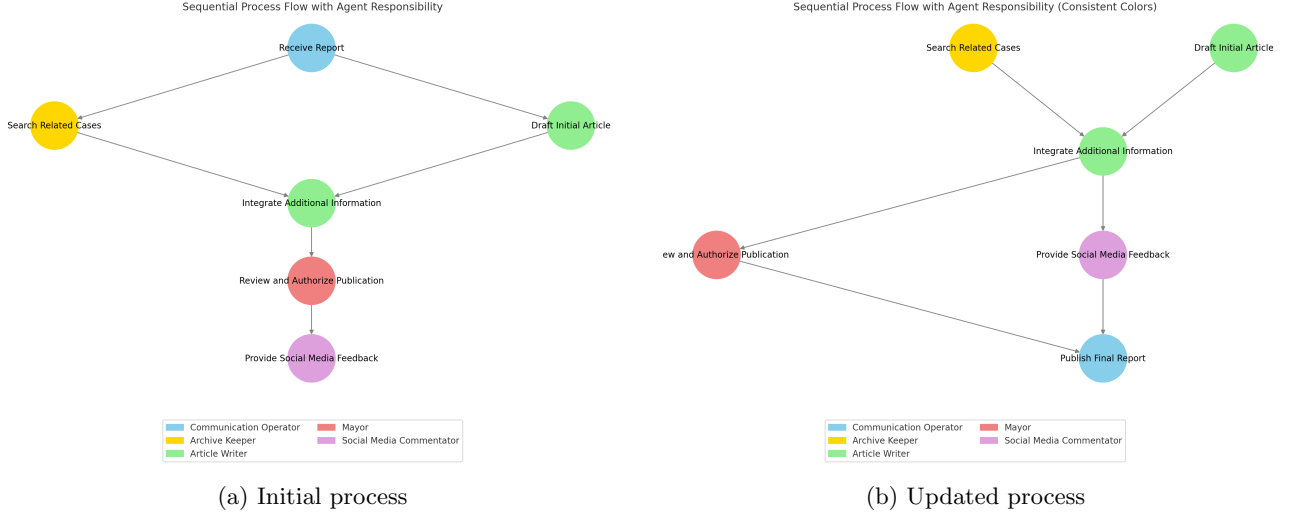 Sequential Process Flow with Agent Responsibility
Receive Report
Search Related Cases
Draft Initial Article
Integrate Additional Information
Review and Authorize Publication
Provide Social Media Feedback
Communication Operator
Archive Keeper
Article Writer
Mayor
Social Media Commentator
(a) Initial process
Sequential Process Flow with Agent Responsibility (Consistent Colors)
Search Related Cases
Draft Initial Article
Integrate Additional Information
ew and Authorize Publication
Provide Social Media Feedback
Publish Final Report
Communication Operator
Archive Keeper
Article Writer
Mayor
Social Media Commentator
(b) Updated process